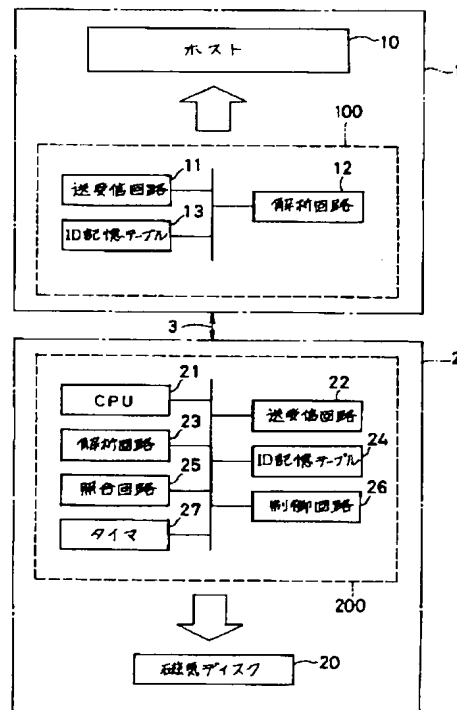 ホスト
10
1
100
送受信回路
11
ID記憶テーブル
13
解析回路
12
3
2
CPU
21
解析回路
23
照合回路
25
タイマ
27
送受信回路
22
ID記憶テーブル
24
制御回路
26
200
磁気ディスク
20